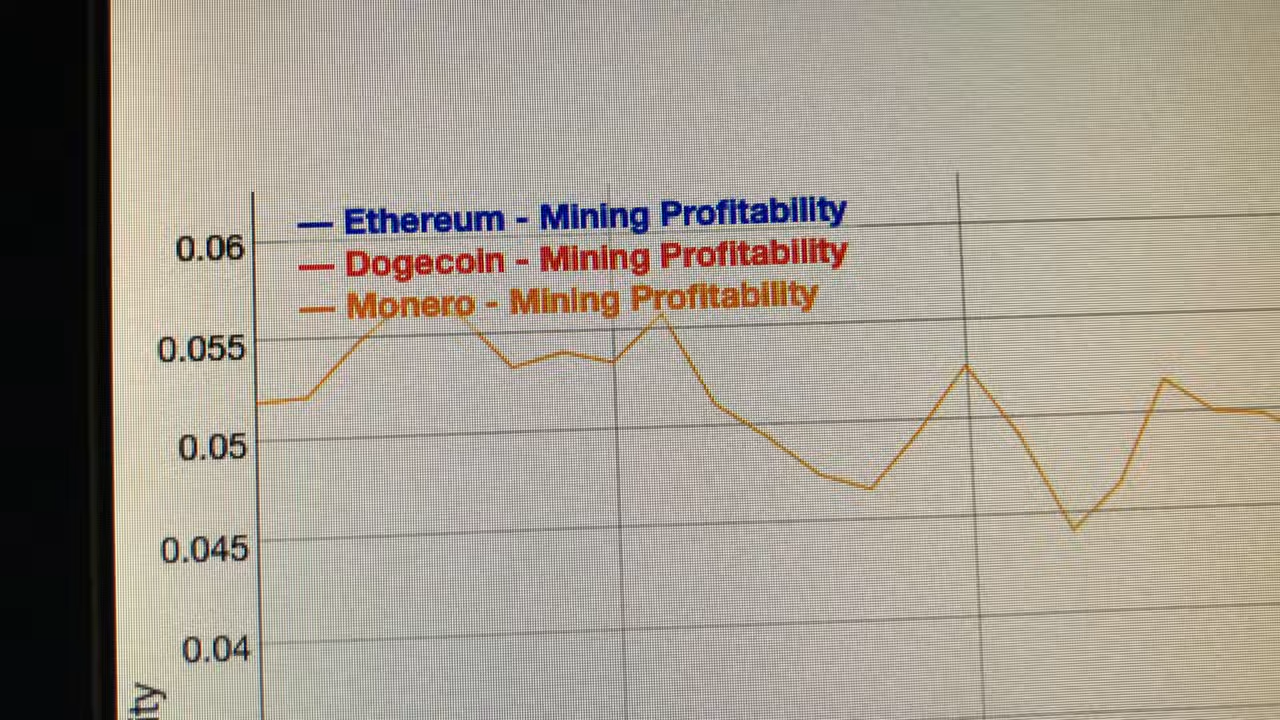 Ethereum - Mining Profitability
Dogecoin - Mining Profitability
Monero - Mining Profitability
0.06
0.055
0.05
0.045
0.04
ty